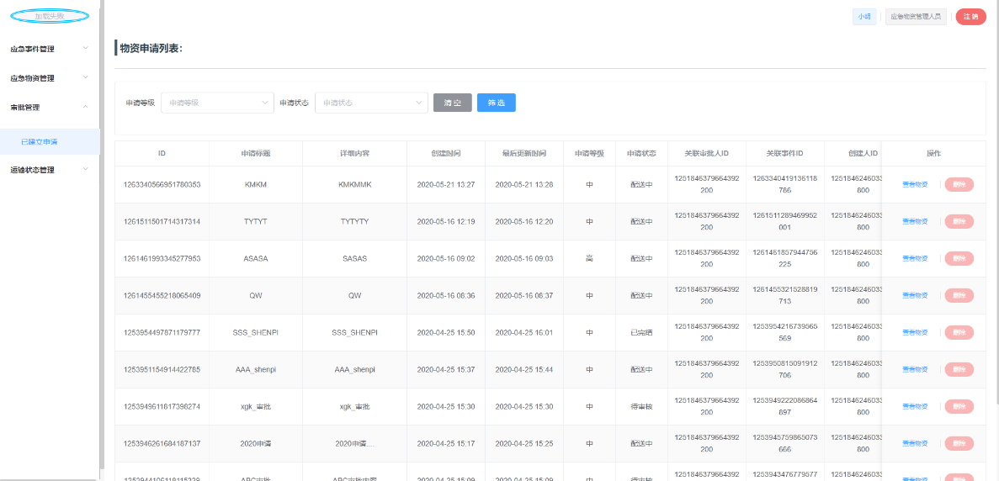 加载失败
小明
应急物资管理人员
注 销
应急事件管理
应急物资管理
审批管理
已建立申请
运输状态管理
物资申请列表：
申请等级 申请等级 申请状态 申请状态 清 空 筛 选
ID 申请标题 详细内容 创建时间 最后更新时间 申请等级 申请状态 关联审批人ID 关联事件ID 创建人ID 操作
1263340566951780353 KMKM KMKMMK 2020-05-21 13:27 2020-05-21 13:28 中 配送中 1251846379664392200 1263340419136118786 1251846246033800 查看物资 删除
1261511501714317314 TYTYT TYTYTY 2020-05-16 12:19 2020-05-16 12:20 中 配送中 1251846379664392200 1261511289469952001 1251846246033800 查看物资 删除
1261461993345277953 ASASA SASAS 2020-05-16 09:02 2020-05-16 09:03 高 配送中 1251846379664392200 1261461857944756225 1251846246033800 查看物资 删除
1261455455218065409 QW QW 2020-05-16 08:36 2020-05-16 08:37 中 配送中 1251846379664392200 1261455321528819713 1251846246033800 查看物资 删除
1253954497871179777 SSS_SHENPI SSS_SHENPI 2020-04-25 15:50 2020-04-25 16:01 中 已完结 1251846379664392200 1253954216739565569 1251846246033800 查看物资 删除
1253951154914422785 AAA_shenpi AAA_shenpi 2020-04-25 15:37 2020-04-25 15:44 中 配送中 1251846379664392200 1253950815091912706 1251846246033800 查看物资 删除
1253949611817398274 xgk_审批 xgk_审批 2020-04-25 15:30 2020-04-25 15:30 中 待审核 1251846379664392200 1253949222086864897 1251846246033800 查看物资 删除
1253946261684187137 2020申请 2020申请... 2020-04-25 15:17 2020-04-25 15:25 中 配送中 1251846379664392200 1253945759865073666 1251846246033800 查看物资 删除
ABC审批 ABC审批内容 2020-04-25 15:09 2020-04-25 15:09 中 待审核 1251846379664392 1253943476779577 125184624603 查看物资 删除